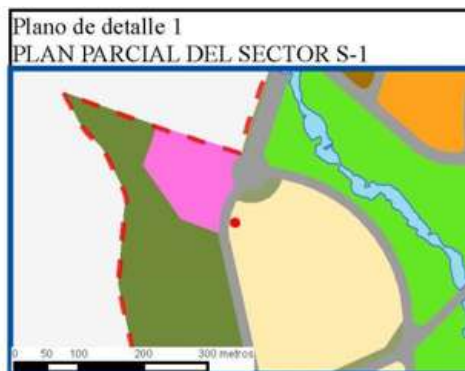 Plano de detalle 1
PLAN PARCIAL DEL SECTOR S-1
0 50 100 200 300 metros